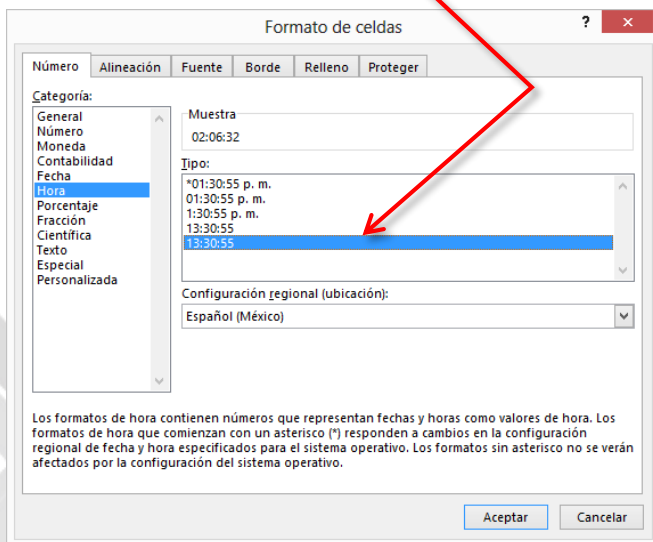 Formato de celdas
? ×
Número Alineación Fuente Borde Relleno Proteger
Categoría:
General
Número
Moneda
Contabilidad
Fecha
Hora
Porcentaje
Fracción
Científica
Texto
Especial
Personalizada
Muestra
02:06:32
Tipo:
*01:30:55 p. m.
01:30:55 p. m.
1:30:55 p. m.
13:30:55
13:30:55
Configuración regional (ubicación):
Español (México)
Los formatos de hora contienen números que representan fechas y horas como valores de hora. Los
formatos de hora que comienzan con un asterisco (*) responden a cambios en la configuración
regional de fecha y hora especificados para el sistema operativo. Los formatos sin asterisco no se verán
afectados por la configuración del sistema operativo.
Aceptar Cancelar